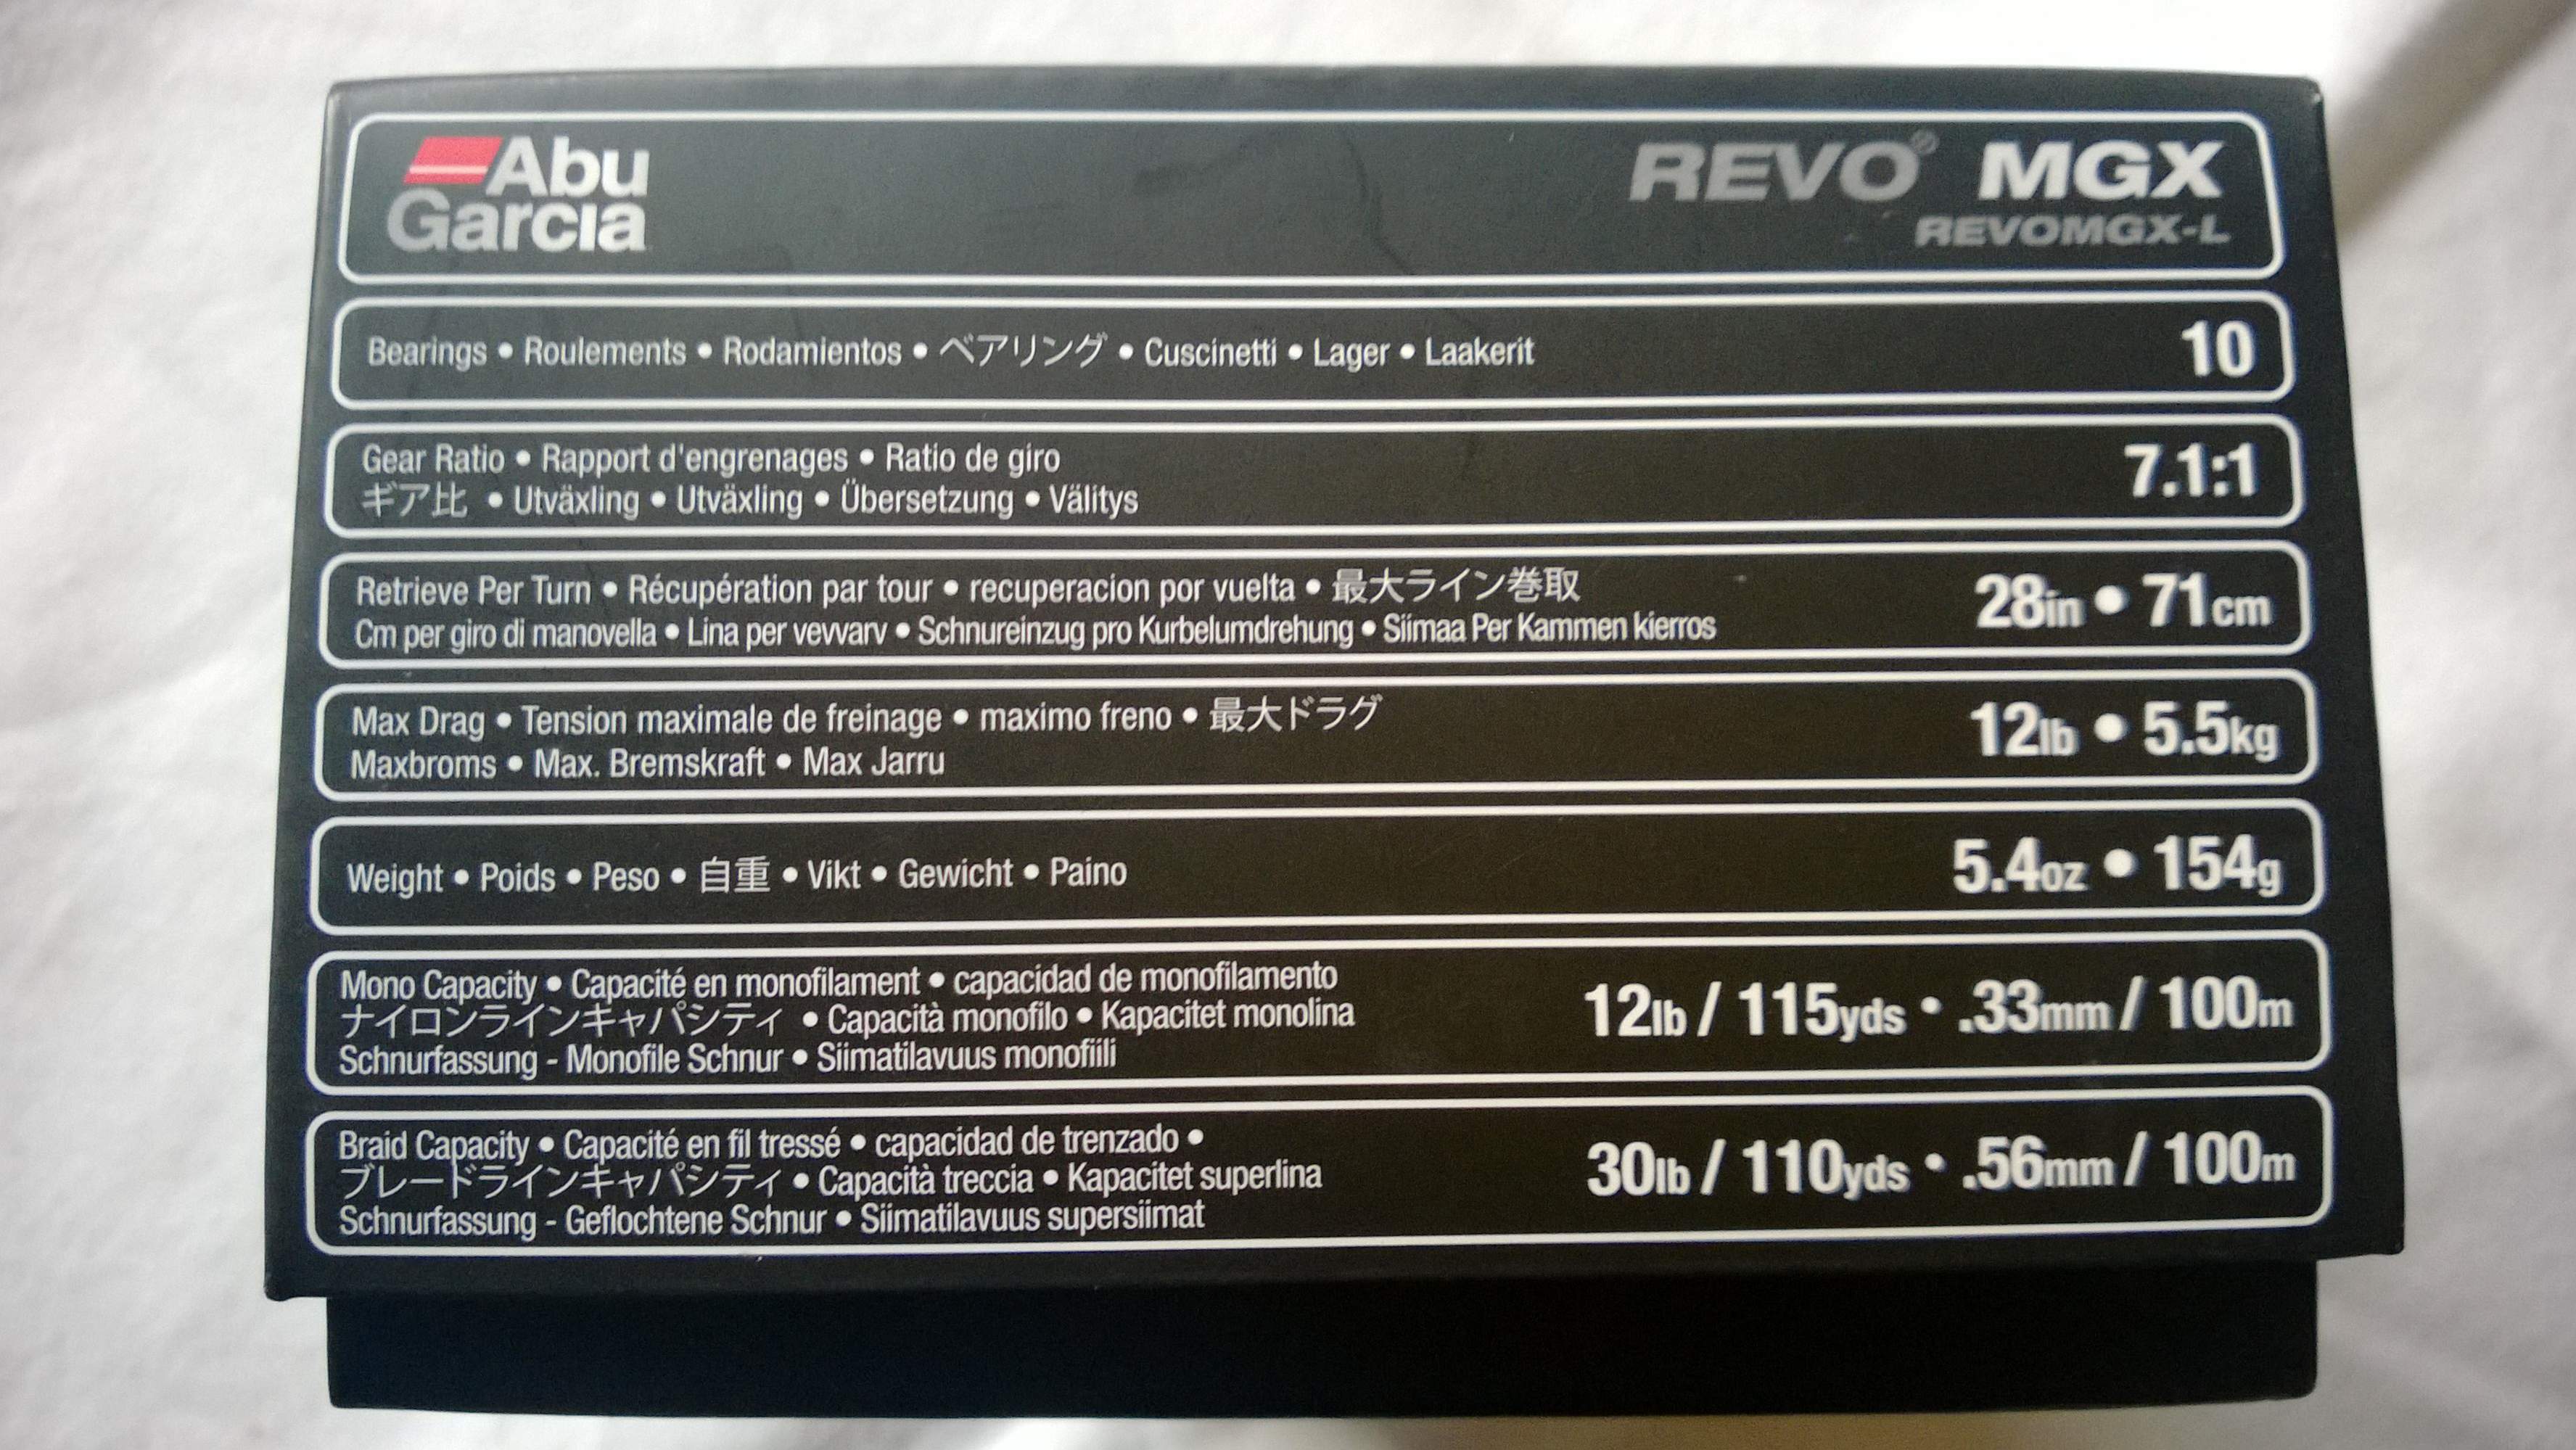 Abu
Garcia
REVO® MGX
REVOMGX-L
Bearings • Roulements • Rodamientos • ベアリング • Cuscinetti • Lager • Laakerit
10
Gear Ratio • Rapport d'engrenages • Ratio de giro
ギア比 • Utväxling • Utväxling • Übersetzung • Välitys
7.1:1
Retrieve Per Turn • Récupération par tour • recuperacion por vuelta • 最大ライン巻取
Cm per giro di manovella • Lina per vevvarv • Schnureinzug pro Kurbelumdrehung • Siimaa Per Kammen kierros
28in • 71cm
Max Drag • Tension maximale de freinage • maximo freno • 最大ドラグ
Maxbroms • Max. Bremskraft • Max Jarru
12lb • 5.5kg
Weight • Poids • Peso • 自重 • Vikt • Gewicht • Paino
5.4oz • 154g
Mono Capacity • Capacité en monofilament • capacidad de monofilamento
ナイロンラインキャパシティ • Capacità monofilo • Kapacitet monolina
Schnurfassung - Monofile Schnur • Siimatilavuus monofiili
12lb / 115yds • .33mm / 100m
Braid Capacity • Capacité en fil tressé • capacidad de trenzado •
ブレードラインキャパシティ • Capacità treccia • Kapacitet superlina
Schnurfassung - Geflochtene Schnur • Siimatilavuus supersiimat
30lb / 110yds • .56mm / 100m